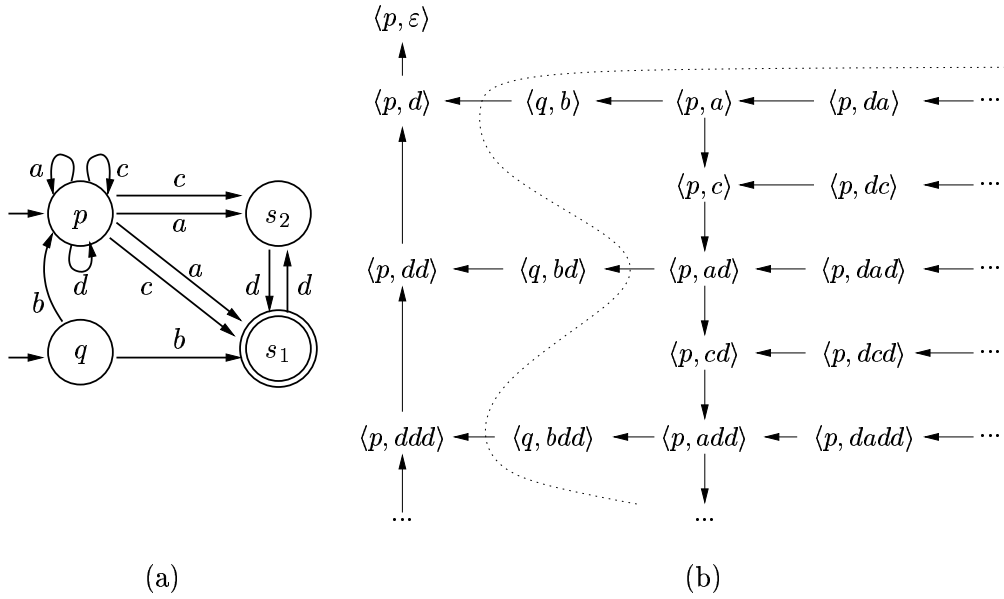 ⟨p, ε⟩
⟨p, d⟩ ⟨q, b⟩ ⟨p, a⟩ ⟨p, da⟩ ...
a c c s₂
p a
⟨p, c⟩ ⟨p, dc⟩ ...
d a
c d d
⟨p, dd⟩ ⟨q, bd⟩ ⟨p, ad⟩ ⟨p, dad⟩ ...
b
q b s₁
⟨p, cd⟩ ⟨p, dcd⟩ ...
⟨p, ddd⟩ ⟨q, bdd⟩ ⟨p, add⟩ ⟨p, dadd⟩ ...
... ...
(a) (b)